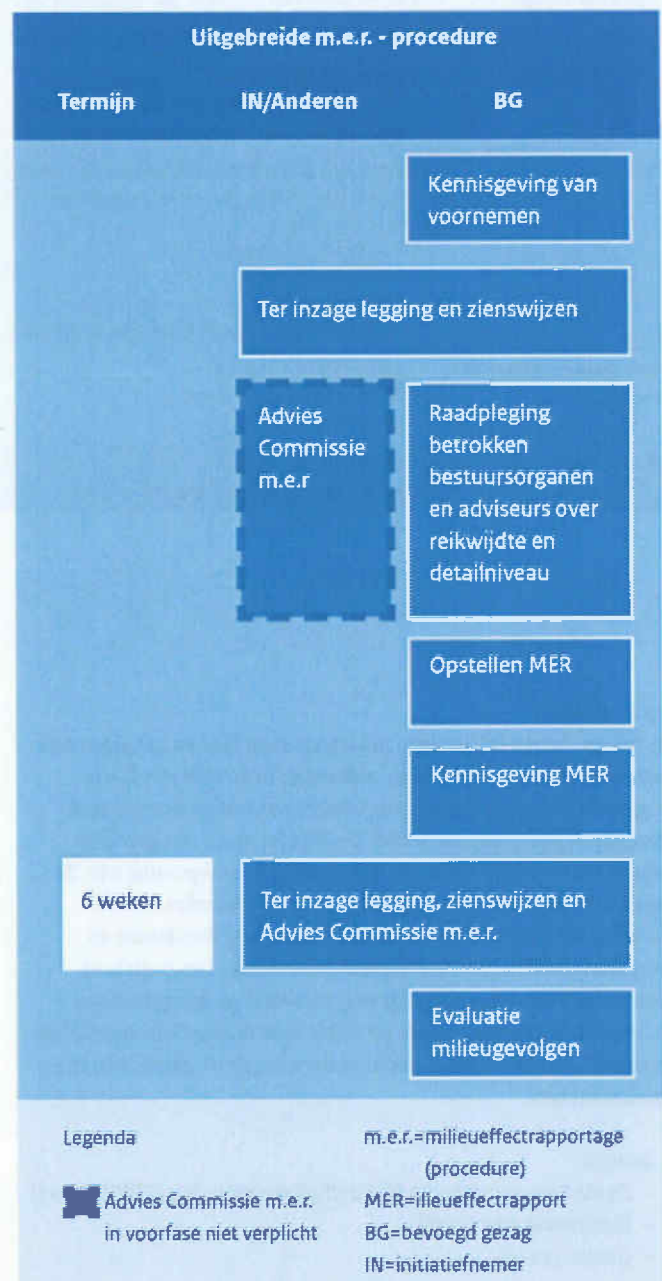 Uitgebreide m.e.r. - procedure
Termijn IN/Anderen BG
Kennisgeving van
voornemen
Ter inzage legging en zienswijzen
Advies
Commissie
m.e.r
Raadpleging
betrokken
bestuursorganen
en adviseurs over
reikwijdte en
detailniveau
Opstellen MER
Kennisgeving MER
6 weken
Ter inzage legging, zienswijzen en
Advies Commissie m.e.r.
Evaluatie
milieugevolgen
Legenda
Advies Commissie m.e.r.
in voorfase niet verplicht
m.e.r.=milieueffectrapportage
(procedure)
MER=ilieueffectrapport
BG=bevoegd gezag
IN=initiatiefnemer